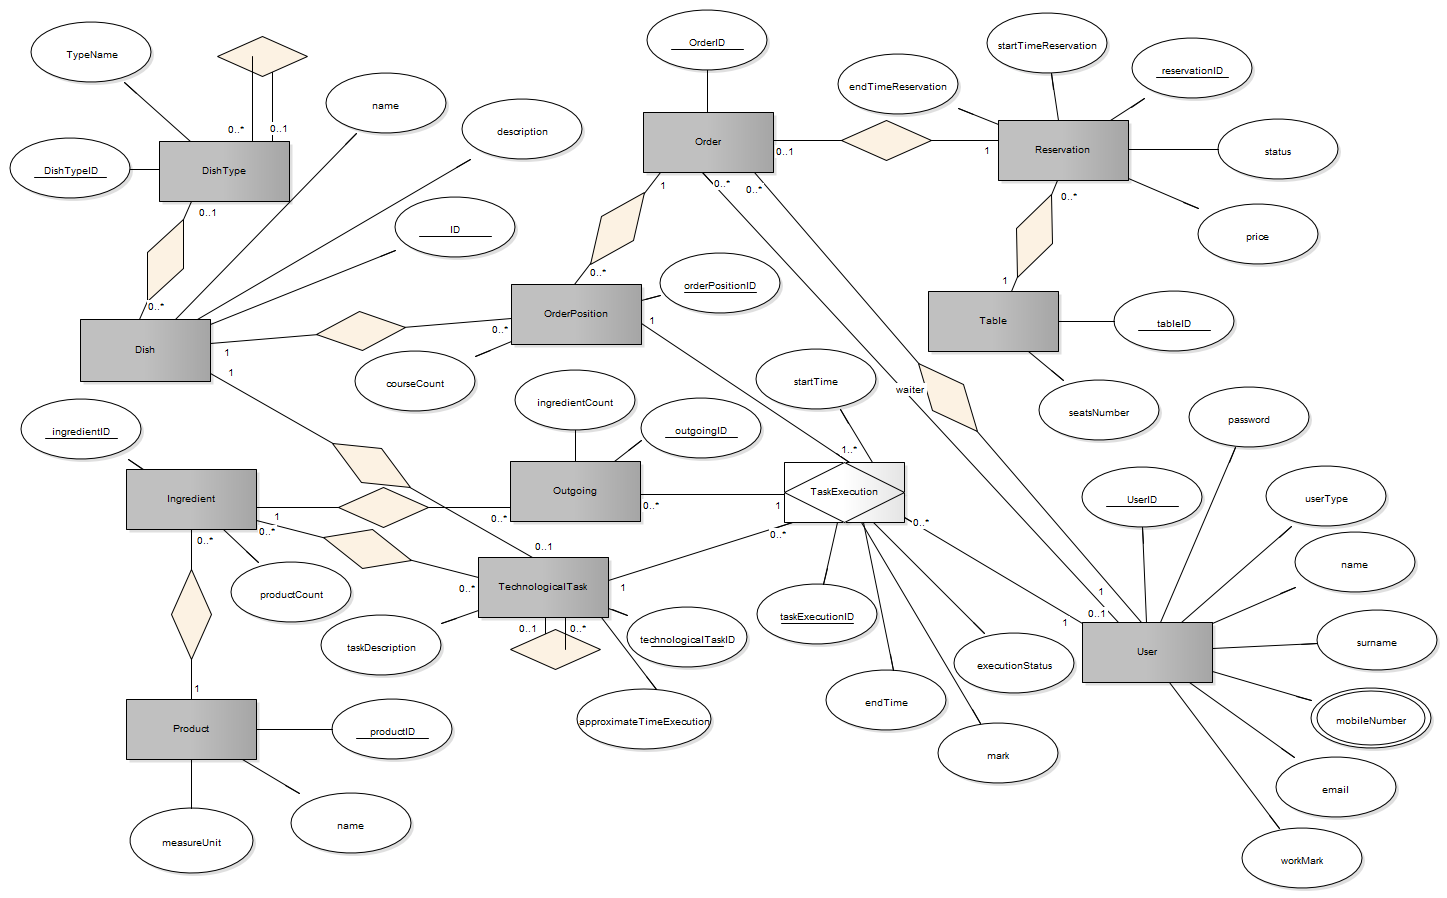 OrderID
startTimeReservation
TypeName
reservationID
endTimeReservation
name
0..*
0..1
description
Order
0..1
1
Reservation
status
DishTypeID
DishType
1
0..*
0..*
0..*
0..1
ID
price
0..*
orderPositionID
1
0..*
OrderPosition
1
Table
tableID
0..*
Dish
1
1
courseCount
startTime
waiter
seatsNumber
ingredientCount
password
ingredientID
outgoingID
1..*
Ingredient
Outgoing
TaskExecution
UserID
userType
0..*
1
1
0..*
0..*
0..*
0..*
0..*
0..1
name
TechnologicalTask
0..*
1
1
productCount
0..1
taskExecutionID
1
0..1
0..*
technologicalTaskID
taskDescription
User
surname
executionStatus
1
endTime
mobileNumber
approximateTimeExecution
Product
productID
mark
email
name
measureUnit
workMark